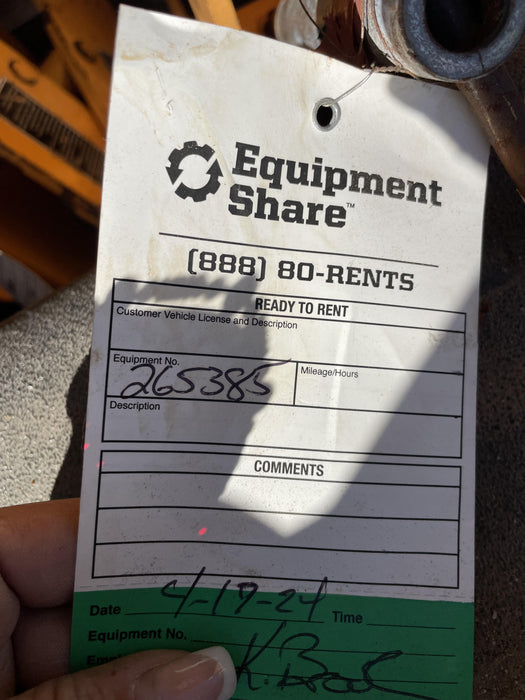 Equipment
Share™
(888) 80-RENTS
READY TO RENT
Customer Vehicle License and Description
Equipment No.
265385
Mileage/Hours
Description
COMMENTS
Date 4-19-24 Time
Equipment No.
K.